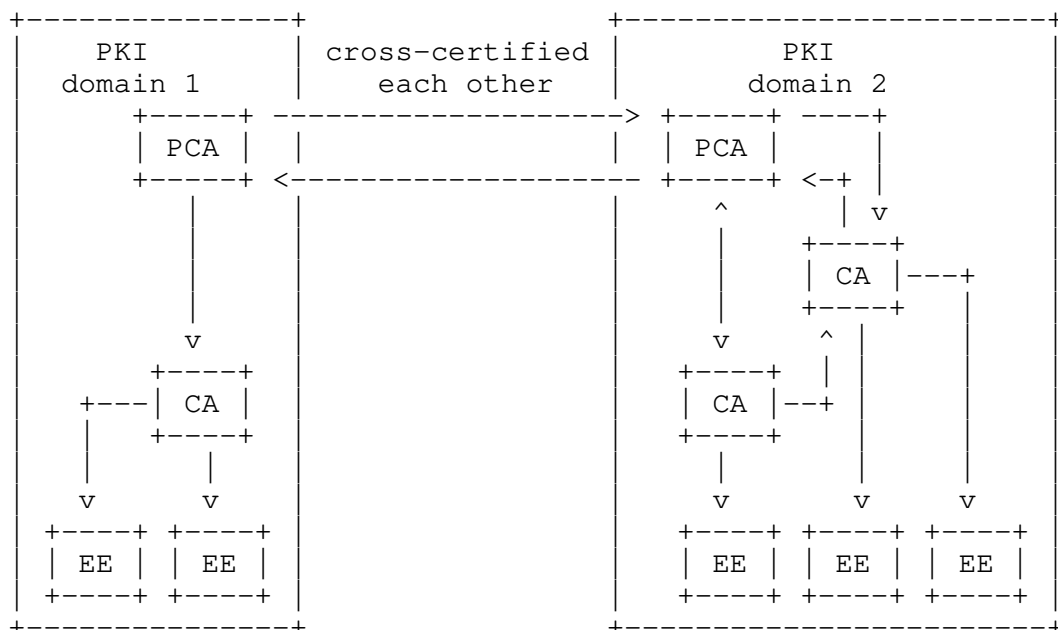 PKI cross-certified PKI
domain 1 each other domain 2
PCA PCA
CA
CA CA
EE EE EE EE EE